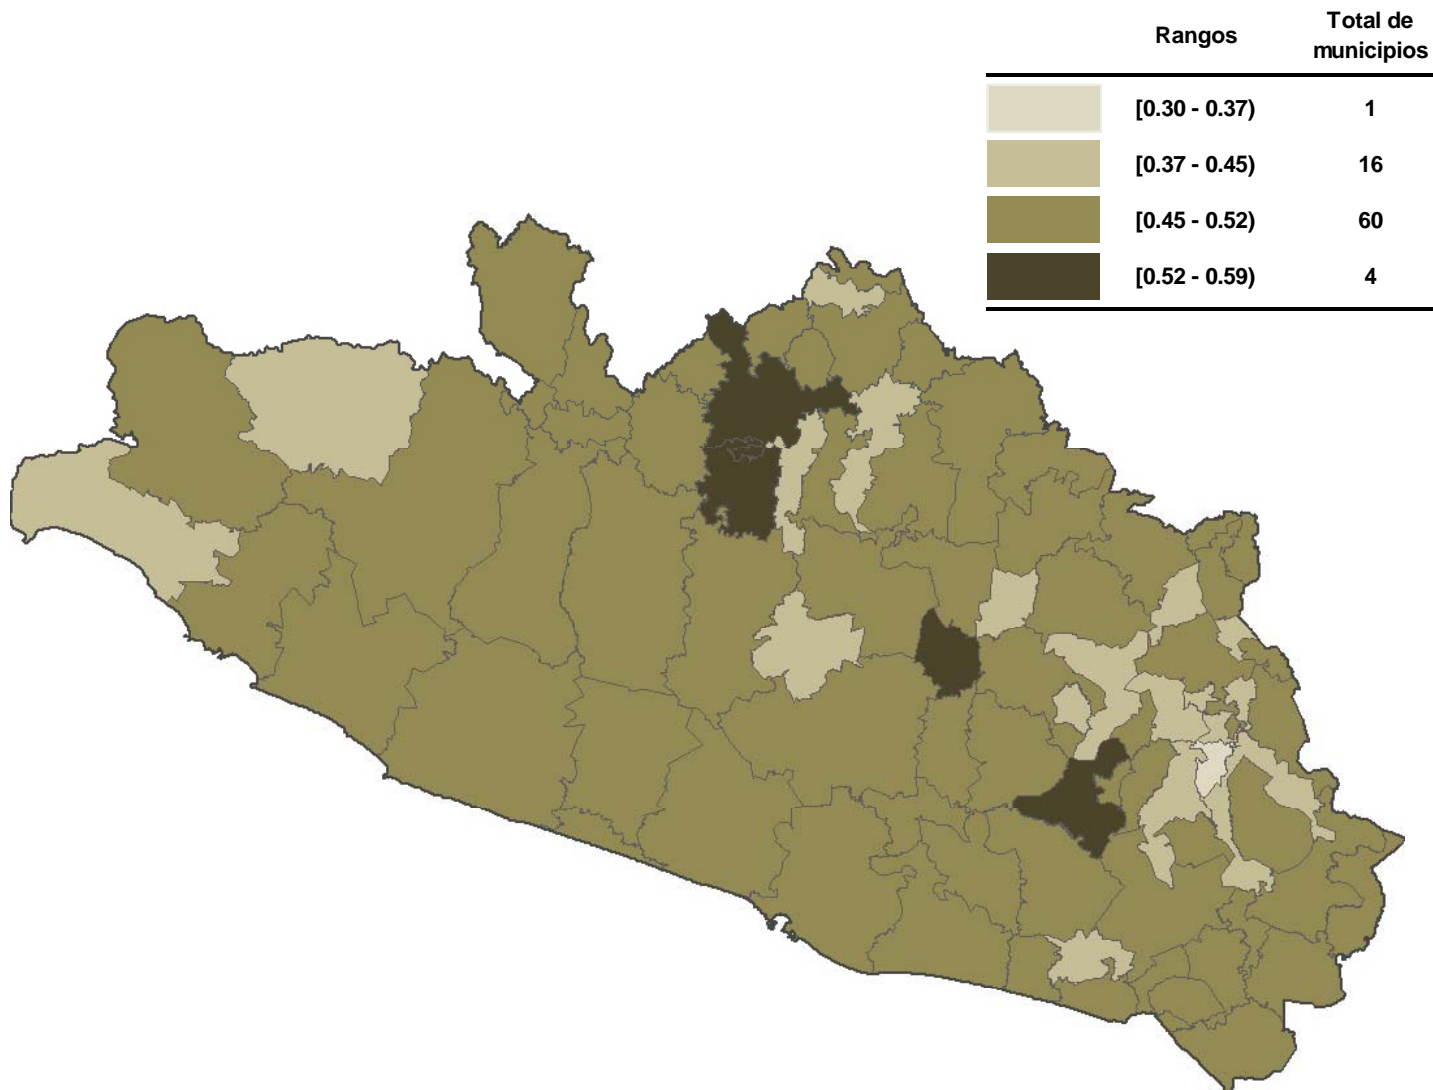 Rangos Total de
municipios
[0.30 - 0.37) 1
[0.37 - 0.45) 16
[0.45 - 0.52) 60
[0.52 - 0.59) 4